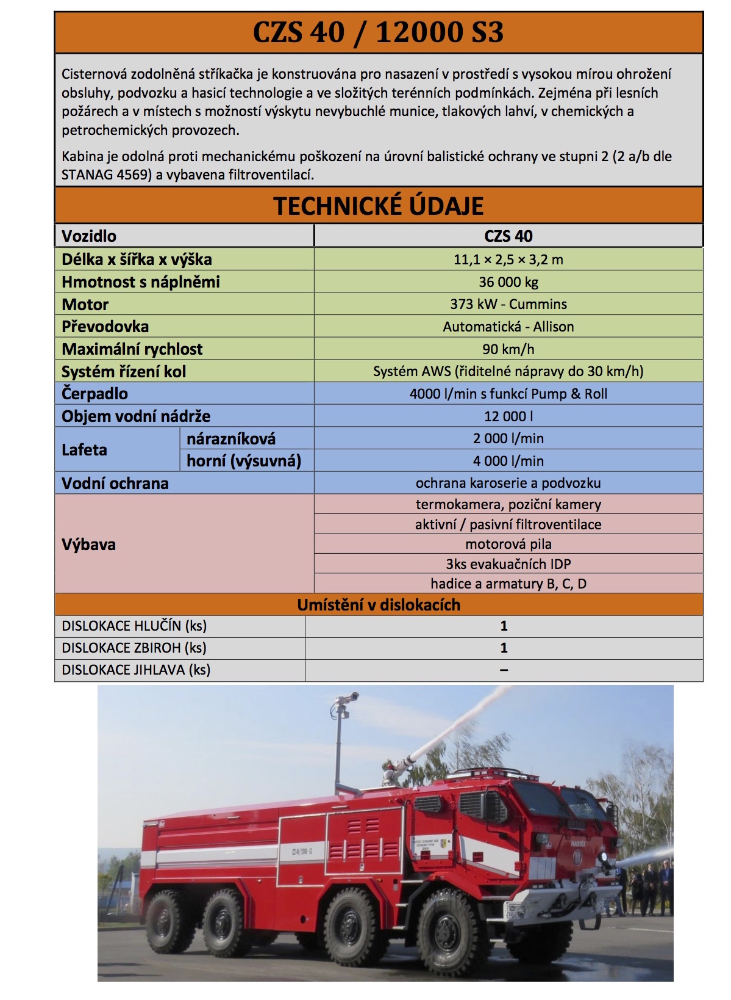 CZS 40 / 12000 S3
Cisternová zodolněná stříkačka je konstruována pro nasazení v prostředí s vysokou mírou ohrožení
obsluhy, podvozku a hasicí technologie a ve složitých terénních podmínkách. Zejména při lesních
požárech a v místech s možností výskytu nevybuchlé munice, tlakových lahví, v chemických a
petrochemických provozech.
Kabina je odolná proti mechanickému poškození na úrovní balistické ochrany ve stupni 2 (2 a/b dle
STANAG 4569) a vybavena filtroventilací.
TECHNICKÉ ÚDAJE
Vozidlo CZS 40
Délka x šířka x výška 11,1 × 2,5 × 3,2 m
Hmotnost s náplněmi 36 000 kg
Motor 373 kW - Cummins
Převodovka Automatická - Allison
Maximální rychlost 90 km/h
Systém řízení kol Systém AWS (řiditelné nápravy do 30 km/h)
Čerpadlo 4000 l/min s funkcí Pump & Roll
Objem vodní nádrže 12 000 l
Lafeta
nárazníková 2 000 l/min
horní (výsuvná) 4 000 l/min
Vodní ochrana ochrana karoserie a podvozku
Výbava
termokamera, poziční kamery
aktivní / pasivní filtroventilace
motorová pila
3ks evakuačních IDP
hadice a armatury B, C, D
Umístění v dislokacích
DISLOKACE HLUČÍN (ks) 1
DISLOKACE ZBIROH (ks) 1
DISLOKACE JIHLAVA (ks) –
HASIČI